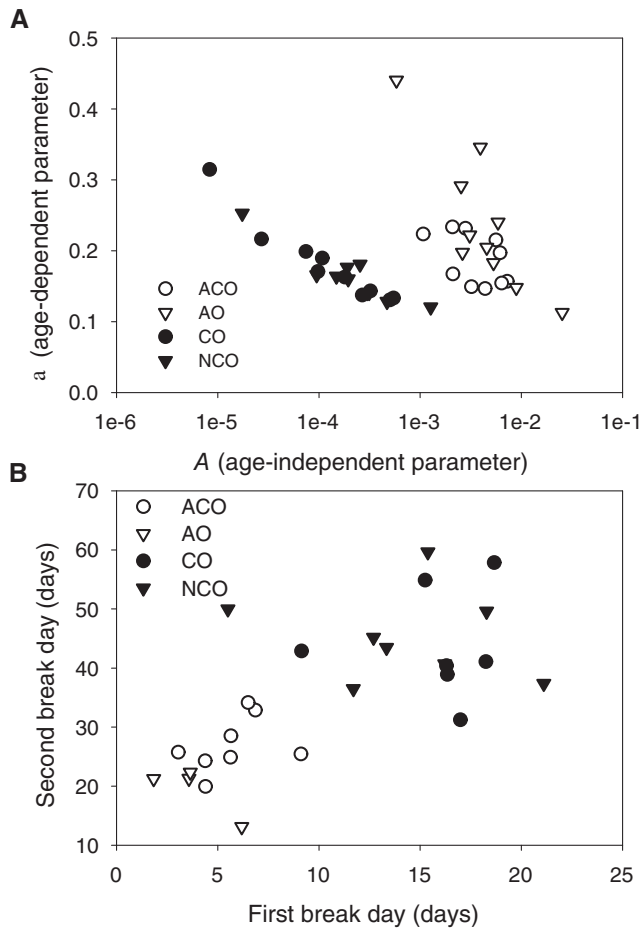 A
0.5
0.4
0.3
0.2
0.1
0.0
a (age-dependent parameter)
ACO
AO
CO
NCO
1e-6 1e-5 1e-4 1e-3 1e-2 1e-1
A (age-independent parameter)
B
70
60
50
40
30
20
10
Second break day (days)
ACO
AO
CO
NCO
0 5 10 15 20 25
First break day (days)